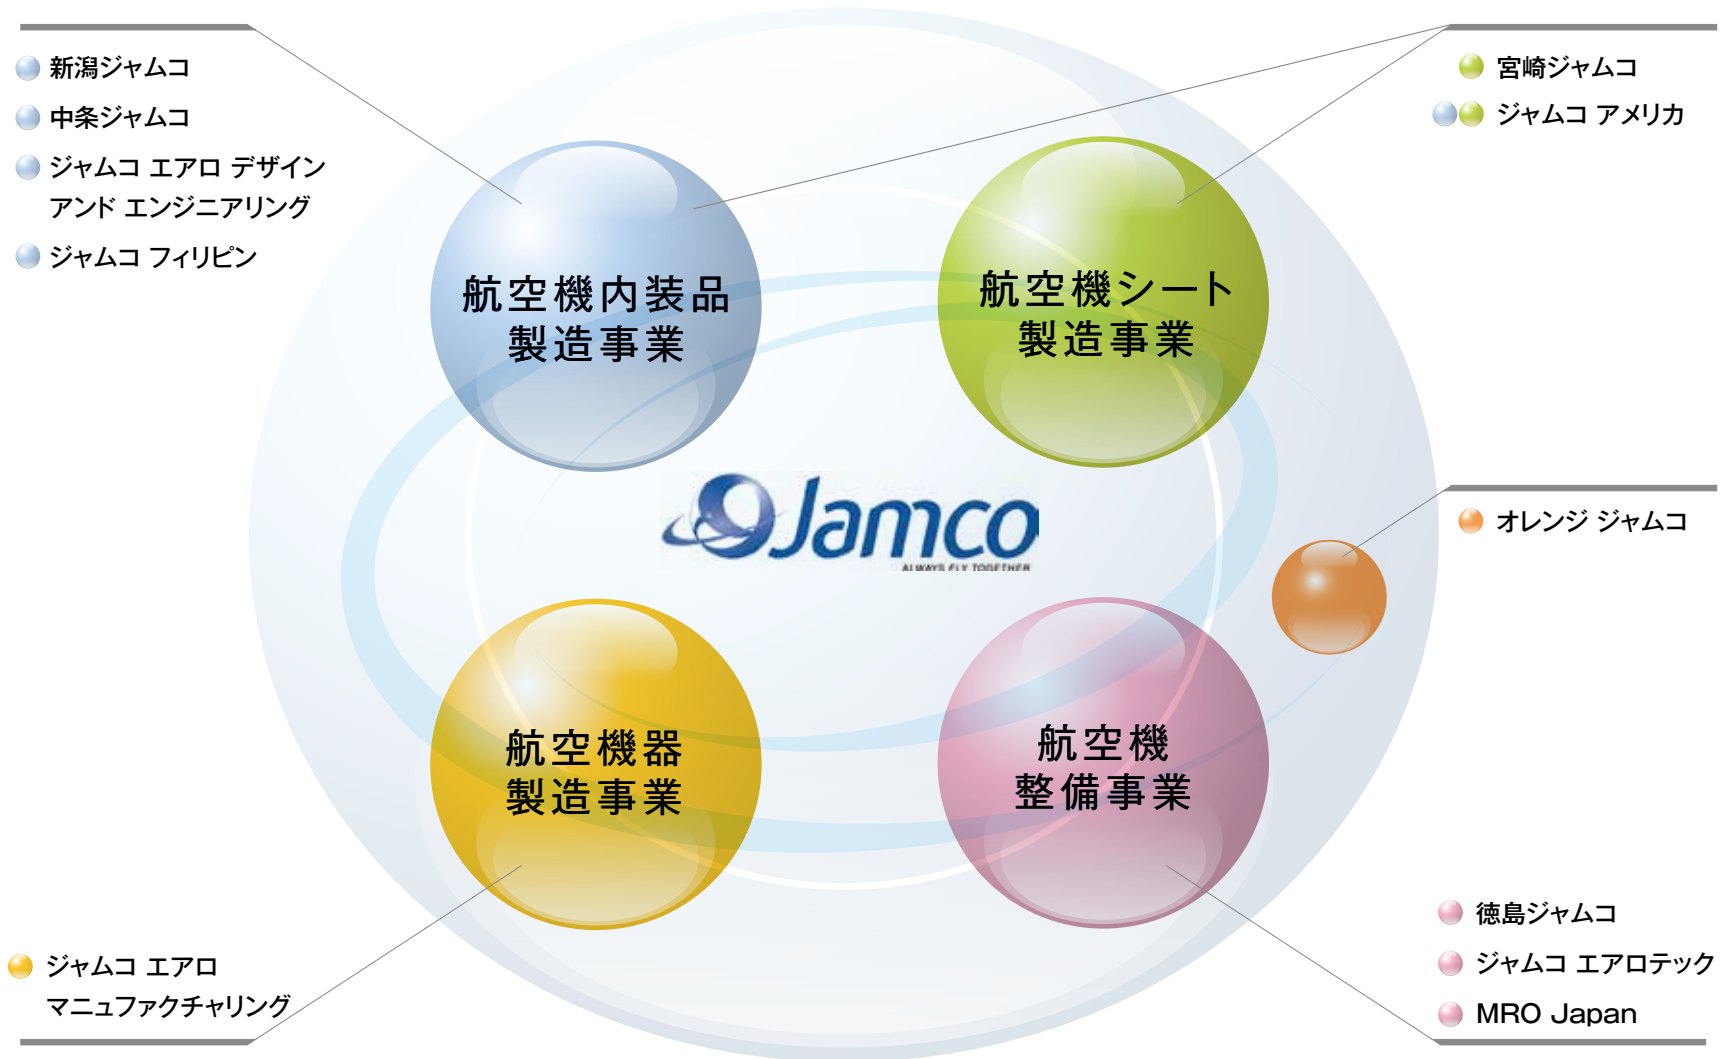 新潟ジャムコ
中条ジャムコ
ジャムコ エアロ デザイン
アンド エンジニアリング
ジャムコ フィリピン
宮崎ジャムコ
ジャムコ アメリカ
航空機内装品
製造事業
航空機シート
製造事業
Jamco
ALWAYS FLY TOGETHER
オレンジ ジャムコ
航空機器
製造事業
航空機
整備事業
ジャムコ エアロ
マニュファクチャリング
徳島ジャムコ
ジャムコ エアロテック
MRO Japan